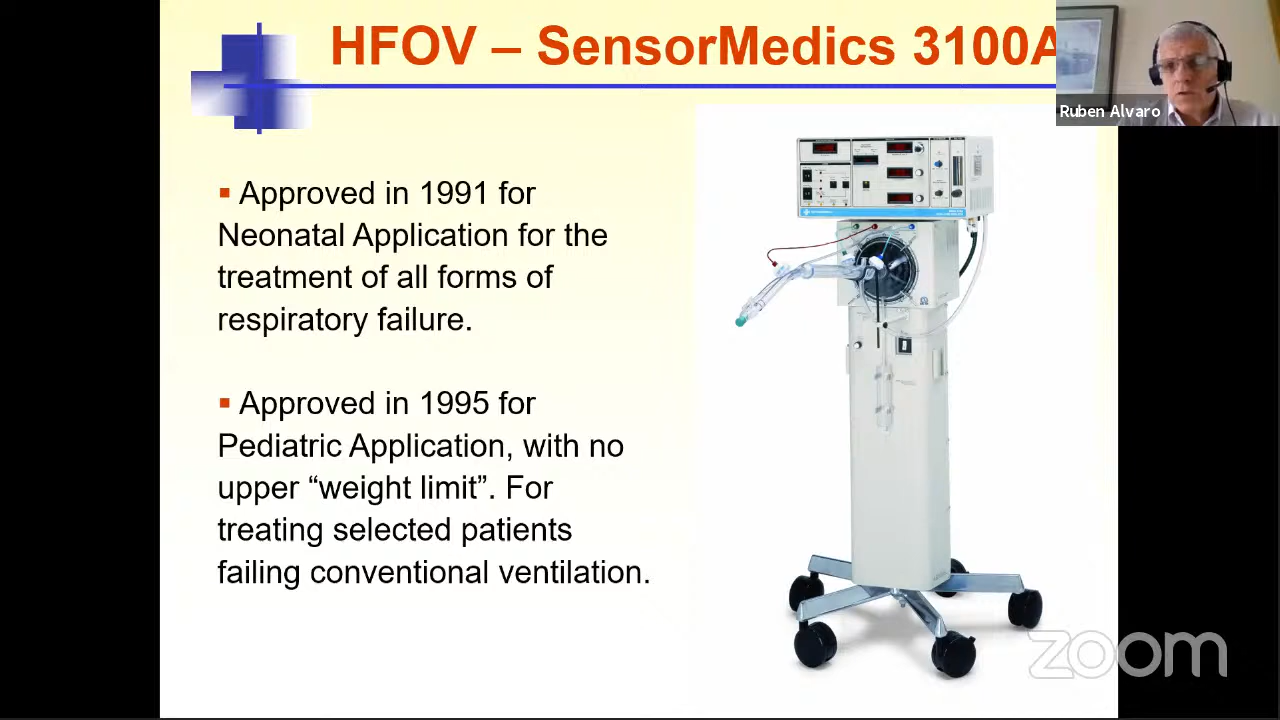 HFOV – SensorMedics 3100A
Ruben Alvaro
▪ Approved in 1991 for
Neonatal Application for the
treatment of all forms of
respiratory failure.
▪ Approved in 1995 for
Pediatric Application, with no
upper “weight limit”. For
treating selected patients
failing conventional ventilation.
zoom